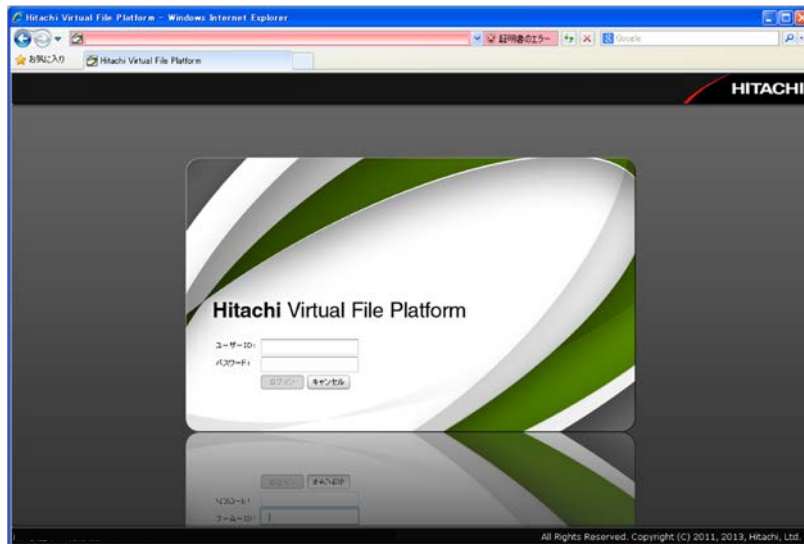 Hitachi Virtual File Platform - Windows Internet Explorer
証明書のエラー
Google
お気に入り
Hitachi Virtual File Platform
HITACHI
Hitachi Virtual File Platform
ユーザーID:
パスワード:
ログイン キャンセル
All Rights Reserved. Copyright (C) 2011, 2013, Hitachi, Ltd.